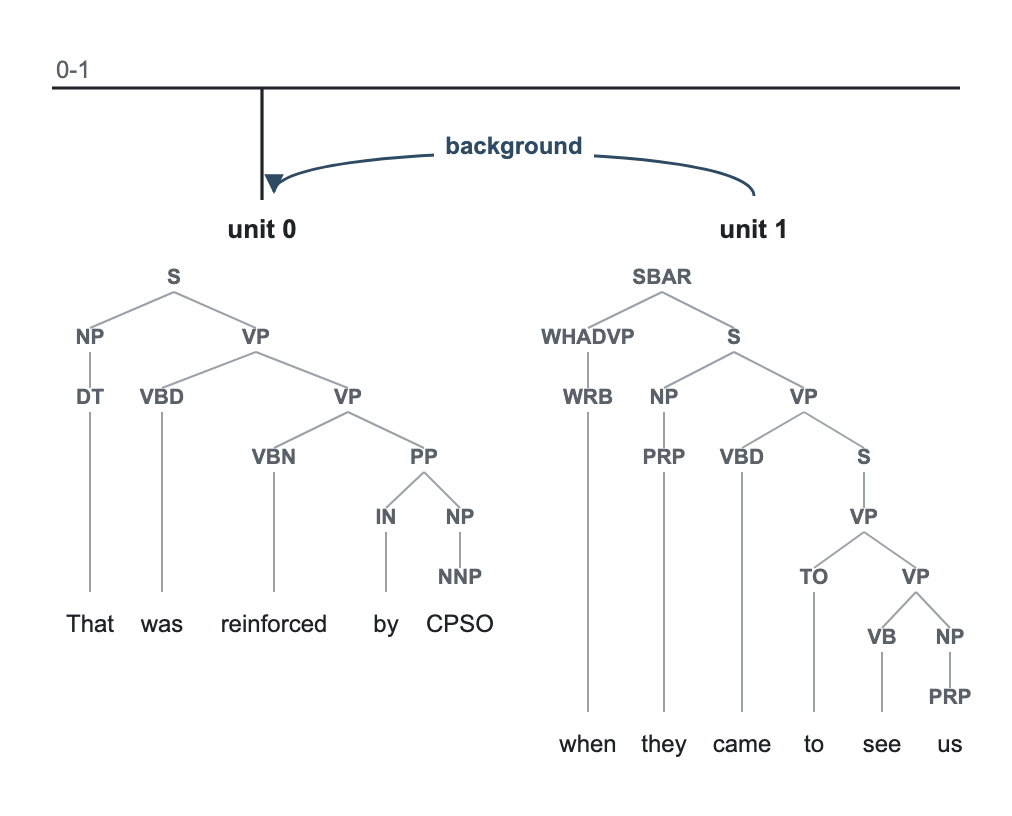 0-1
background
unit 0 unit 1
S SBAR
NP VP WHADVP S
DT VBD VP WRB NP VP
VBN PP PRP VBD S
IN NP VP
NNP TO VP
That was reinforced by CPSO
VB NP
PRP
when they came to see us